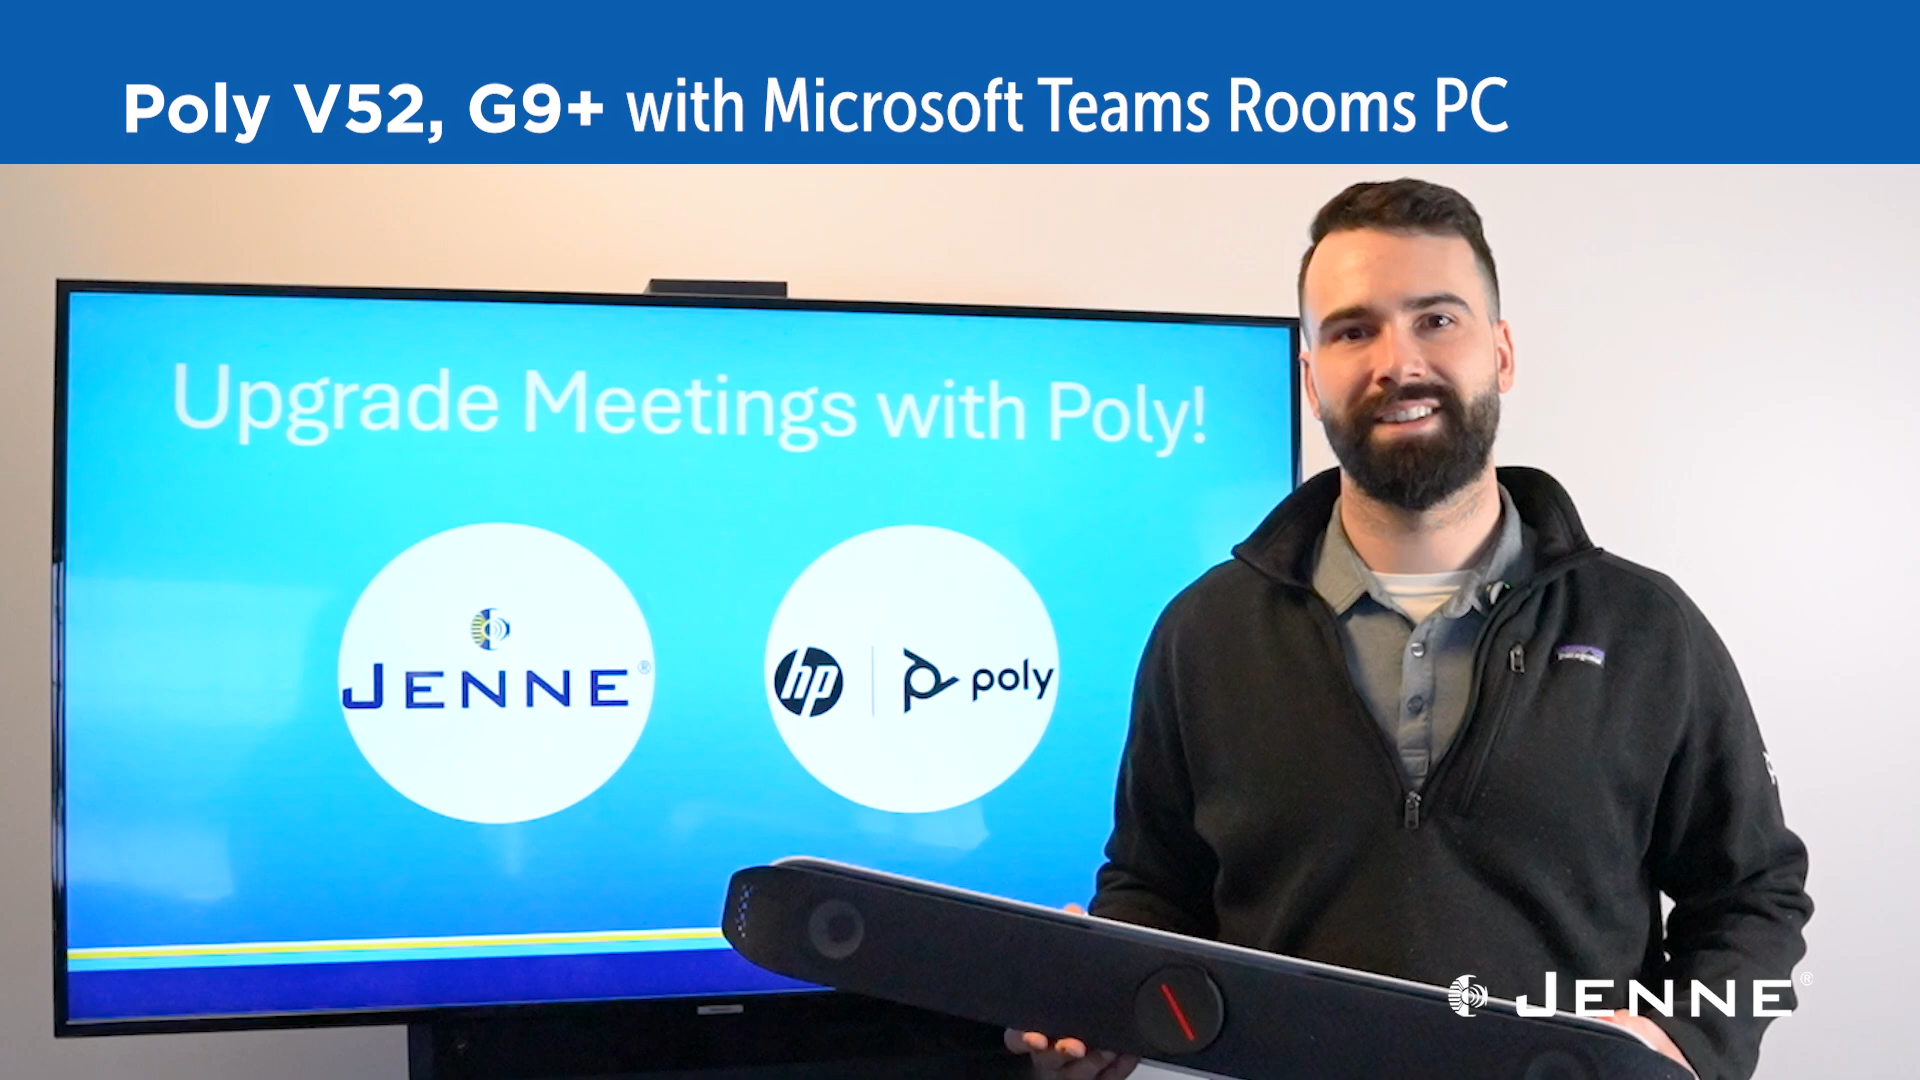 Poly V52, G9+ with Microsoft Teams Rooms PC
Upgrade Meetings with Poly!
JENNE®
hp | poly
JENNE®